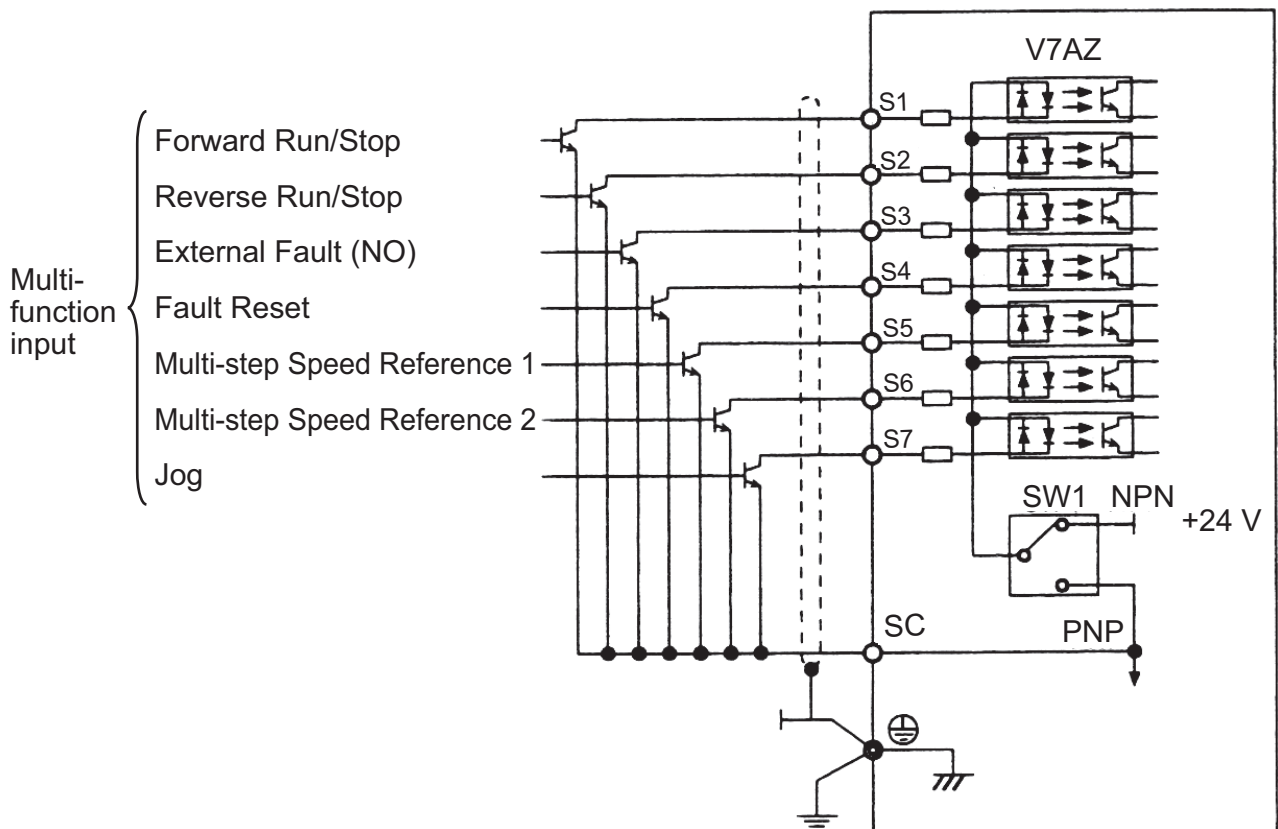 V7AZ
S1
Forward Run/Stop
S2
Reverse Run/Stop
S3
External Fault (NO)
S4
Multi-
function
input
Fault Reset
S5
Multi-step Speed Reference 1
S6
Multi-step Speed Reference 2
S7
Jog
SW1 NPN
+24 V
SC
PNP